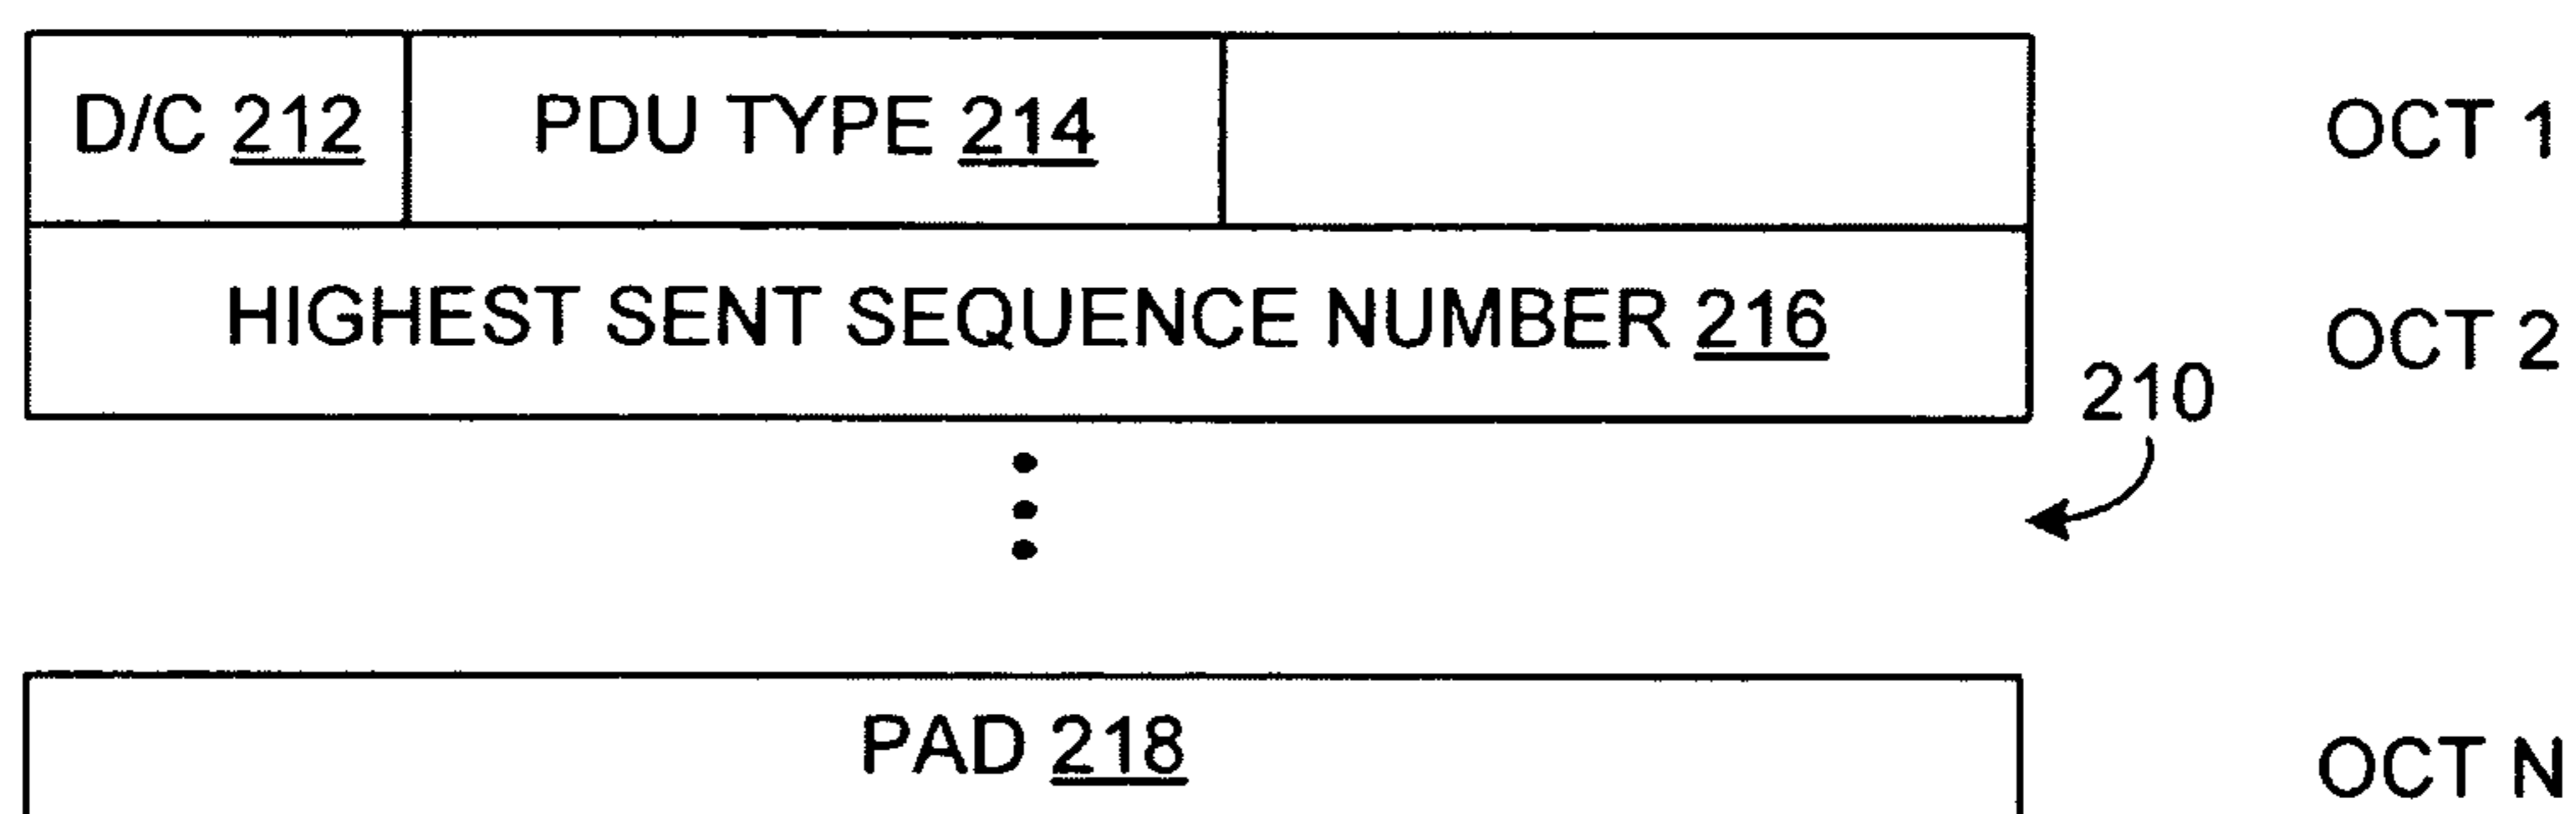 D/C 212 PDU TYPE 214 OCT 1
HIGHEST SENT SEQUENCE NUMBER 216 OCT 2
210
PAD 218 OCT N